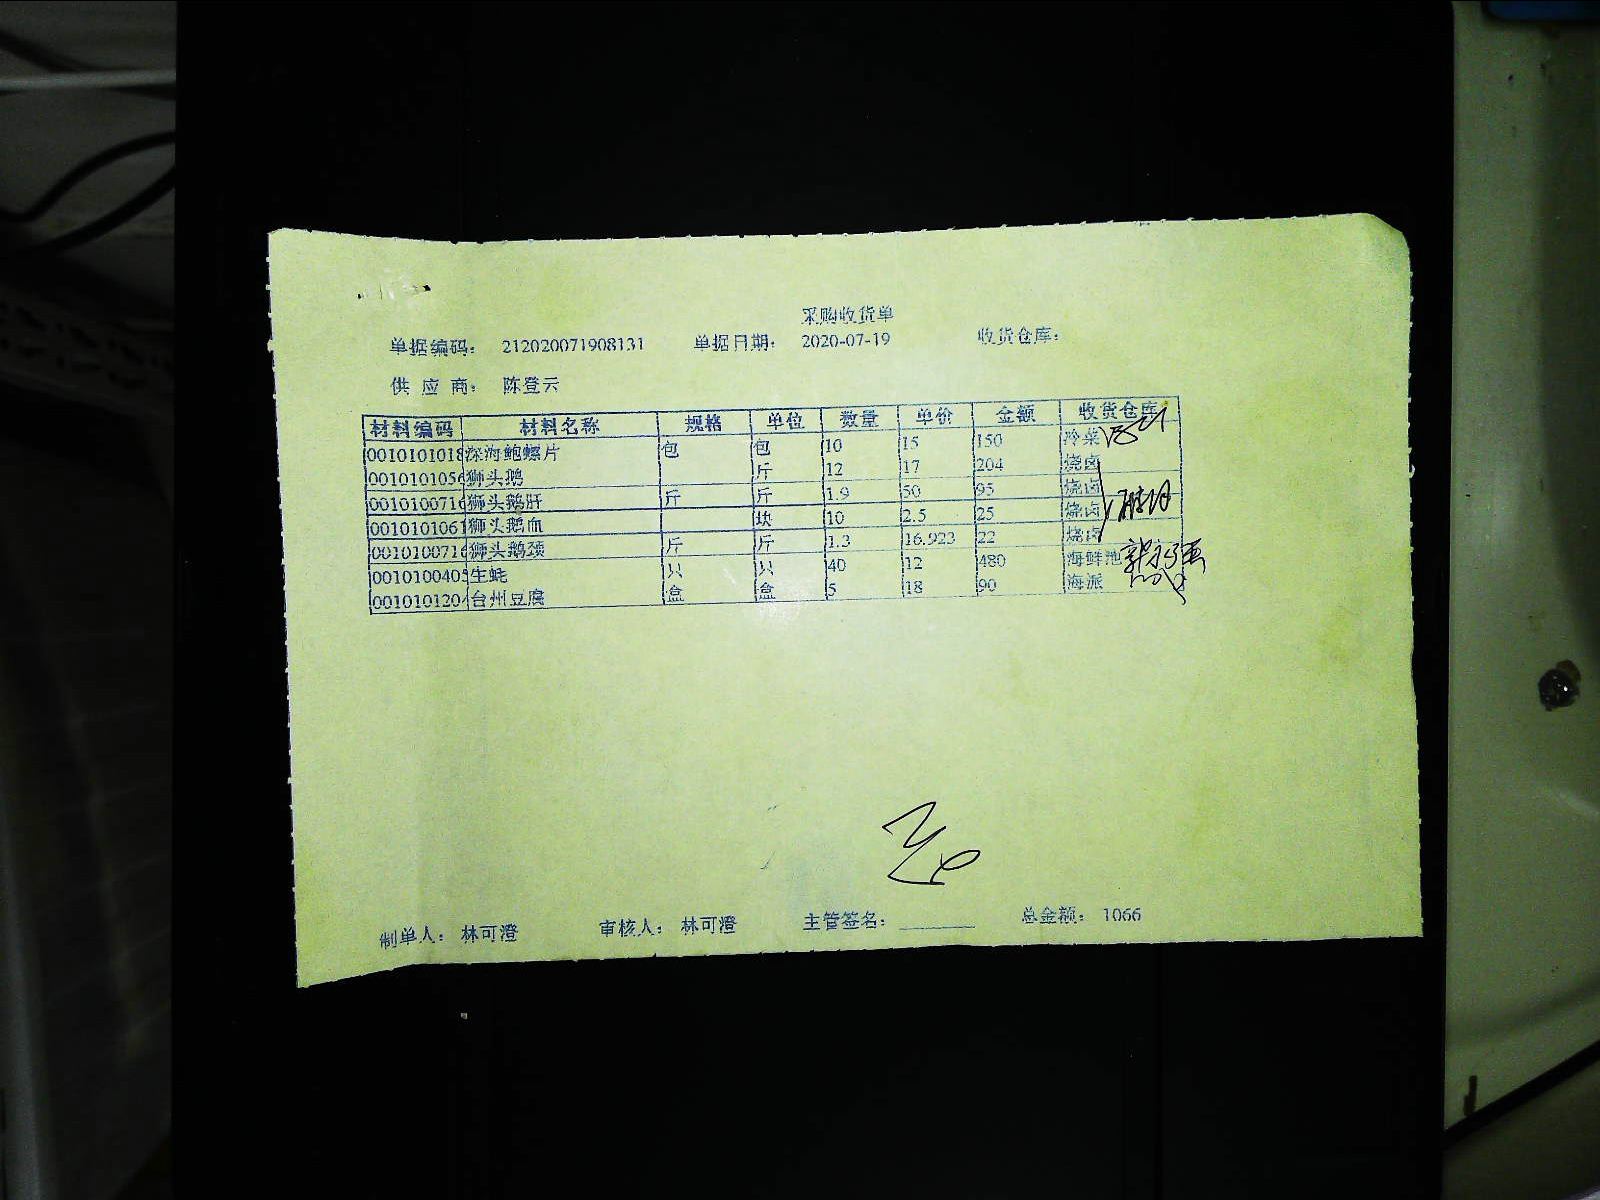 采购收货单
单据编码： 212020071908131 单据日期： 2020-07-19 收货仓库：
供 应 商： 陈登云
材料编码 材料名称 规格 单位 数量 单价 金额 收货仓库
0010101018 深海鲍螺片 包 包 10 15 150 冷菜
0010101056 狮头鹅 斤 12 17 204 烧卤
0010100716 狮头鹅肝 斤 斤 1.9 50 95 烧卤
0010101061 狮头鹅血 块 10 2.5 25 烧卤
0010100716 狮头鹅颈 斤 斤 1.3 16.923 22 烧卤
0010100405 生蚝 只 只 40 12 480 海鲜池
001010120 台州豆腐 盒 盒 5 18 90 海派
制单人： 林可澄 审核人： 林可澄 主管签名： 总金额： 1066